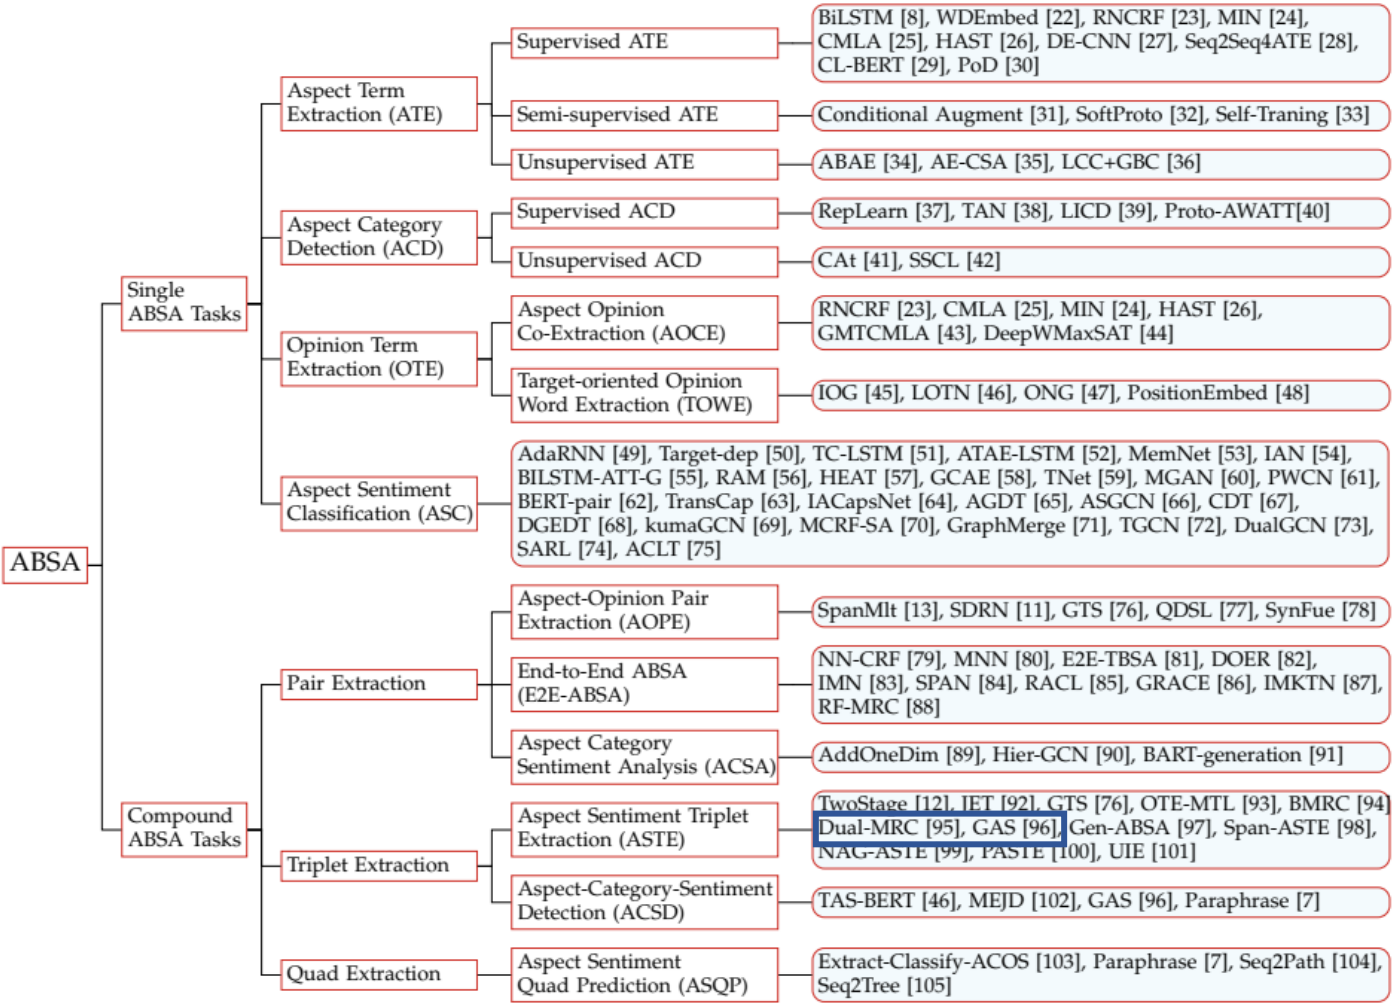 ABSA
Single
ABSA Tasks
Aspect Term
Extraction (ATE)
Supervised ATE
BiLSTM [8], WDEmbed [22], RNCRF [23], MIN [24],
CMLA [25], HAST [26], DE-CNN [27], Seq2Seq4ATE [28],
CL-BERT [29], PoD [30]
Semi-supervised ATE
Conditional Augment [31], SoftProto [32], Self-Traning [33]
Unsupervised ATE
ABAE [34], AE-CSA [35], LCC+GBC [36]
Aspect Category
Detection (ACD)
Supervised ACD
RepLearn [37], TAN [38], LICD [39], Proto-AWATT[40]
Unsupervised ACD
CAt [41], SSCL [42]
Opinion Term
Extraction (OTE)
Aspect Opinion
Co-Extraction (AOCE)
RNCRF [23], CMLA [25], MIN [24], HAST [26],
GMTCMLA [43], DeepWMaxSAT [44]
Target-oriented Opinion
Word Extraction (TOWE)
IOG [45], LOTN [46], ONG [47], PositionEmbed [48]
Aspect Sentiment
Classification (ASC)
AdaRNN [49], Target-dep [50], TC-LSTM [51], ATAE-LSTM [52], MemNet [53], IAN [54],
BILSTM-ATT-G [55], RAM [56], HEAT [57], GCAE [58], TNet [59], MGAN [60], PWCN [61],
BERT-pair [62], TransCap [63], IACapsNet [64], AGDT [65], ASGCN [66], CDT [67],
DGEDT [68], kumaGCN [69], MCRF-SA [70], GraphMerge [71], TGCN [72], DualGCN [73],
SARL [74], ACLT [75]
Compound
ABSA Tasks
Pair Extraction
Aspect-Opinion Pair
Extraction (AOPE)
SpanMlt [13], SDRN [11], GTS [76], QDSL [77], SynFue [78]
End-to-End ABSA
(E2E-ABSA)
NN-CRF [79], MNN [80], E2E-TBSA [81], DOER [82],
IMN [83], SPAN [84], RACL [85], GRACE [86], IMKTN [87],
RF-MRC [88]
Aspect Category
Sentiment Analysis (ACSA)
AddOneDim [89], Hier-GCN [90], BART-generation [91]
Triplet Extraction
Aspect Sentiment Triplet
Extraction (ASTE)
TwoStage [12], JET [92], GTS [76], OTE-MTL [93], BMRC [94]
Dual-MRC [95], GAS [96], Gen-ABSA [97], Span-ASTE [98],
NAG-ASTE [99], PASTE [100], UIE [101]
Aspect-Category-Sentiment
Detection (ACSD)
TAS-BERT [46], MEJD [102], GAS [96], Paraphrase [7]
Quad Extraction
Aspect Sentiment
Quad Prediction (ASQP)
Extract-Classify-ACOS [103], Paraphrase [7], Seq2Path [104],
Seq2Tree [105]